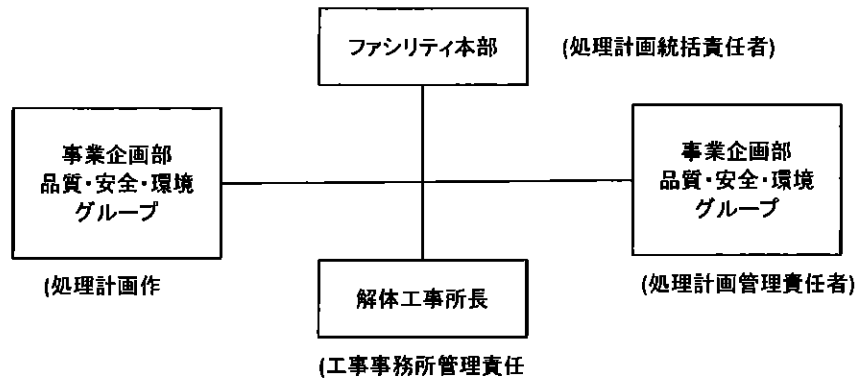 ファシリティ本部
(処理計画統括責任者)
事業企画部
品質・安全・環境
グループ
(処理計画作
事業企画部
品質・安全・環境
グループ
(処理計画管理責任者)
解体工事所長
(工事事務所管理責任